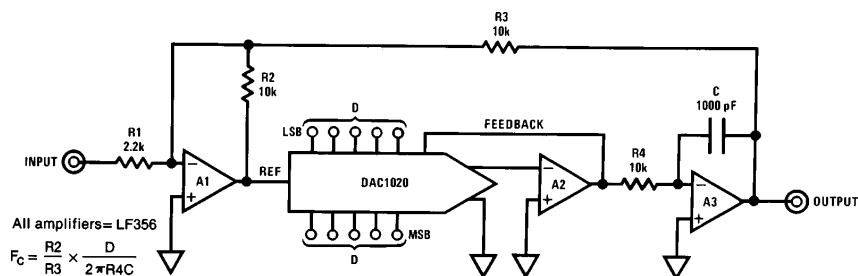 R3
10k
R2
10k
C
1000 pF
D
R1
2.2k
LSB
FEEDBACK
R4
10k
INPUT
−
+
A1
REF
DAC1020
−
+
A2
−
+
A3
OUTPUT
MSB
D
All amplifiers= LF356
FC = R2/R3 × D/2πR4C